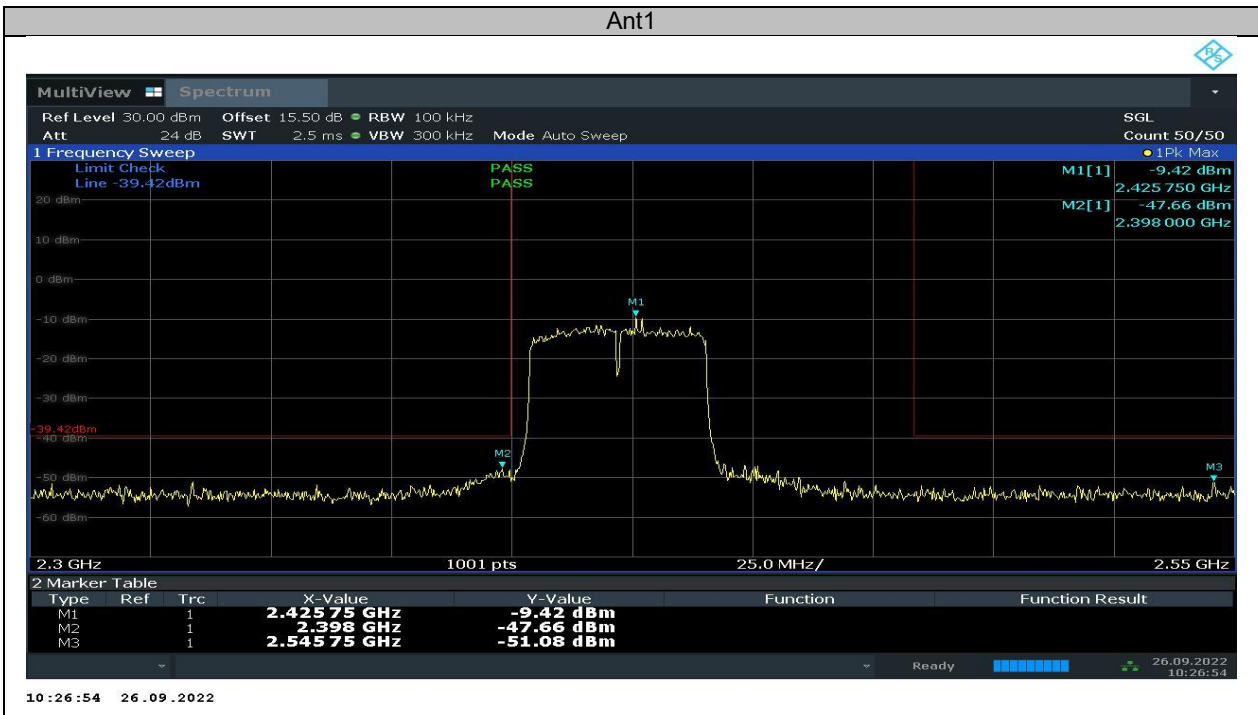 Ant1
R&S
MultiView Spectrum
Ref Level 30.00 dBm Offset 15.50 dB RBW 100 kHz SGL
Att 24 dB SWT 2.5 ms VBW 300 kHz Mode Auto Sweep Count 50/50
1 Frequency Sweep 1Pk Max
Limit Check PASS M1[1] -9.42 dBm
Line -39.42dBm PASS 2.425 750 GHz
20 dBm M2[1] -47.66 dBm
2.398 000 GHz
10 dBm
0 dBm
M1
-10 dBm
-20 dBm
-30 dBm
-39.42dBm
-40 dBm
M2
M3
-50 dBm
-60 dBm
2.3 GHz 1001 pts 25.0 MHz/ 2.55 GHz
2 Marker Table
Type Ref Trc X-Value Y-Value Function Function Result
M1 1 2.42575 GHz -9.42 dBm
M2 1 2.398 GHz -47.66 dBm
M3 1 2.54575 GHz -51.08 dBm
Ready 26.09.2022
10:26:54
10:26:54 26.09.2022